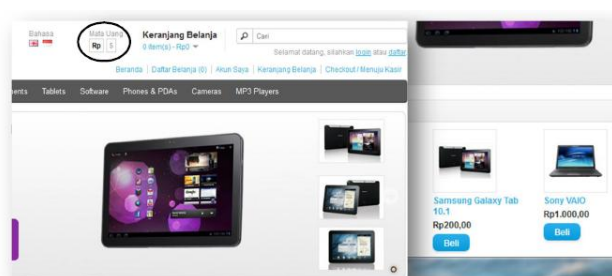 Bahasa
Mata Uang
Rp $
Keranjang Belanja
0 item(s) - Rp0
Cari
Selamat datang, silahkan login atau daftar
Beranda | Daftar Belanja (0) | Akun Saya | Keranjang Belanja | Checkout / Menuju Kasir
ents Tablets Software Phones & PDAs Cameras MP3 Players
Samsung Galaxy Tab
10.1
Rp200,00
Beli
Sony VAIO
Rp1.000,00
Beli